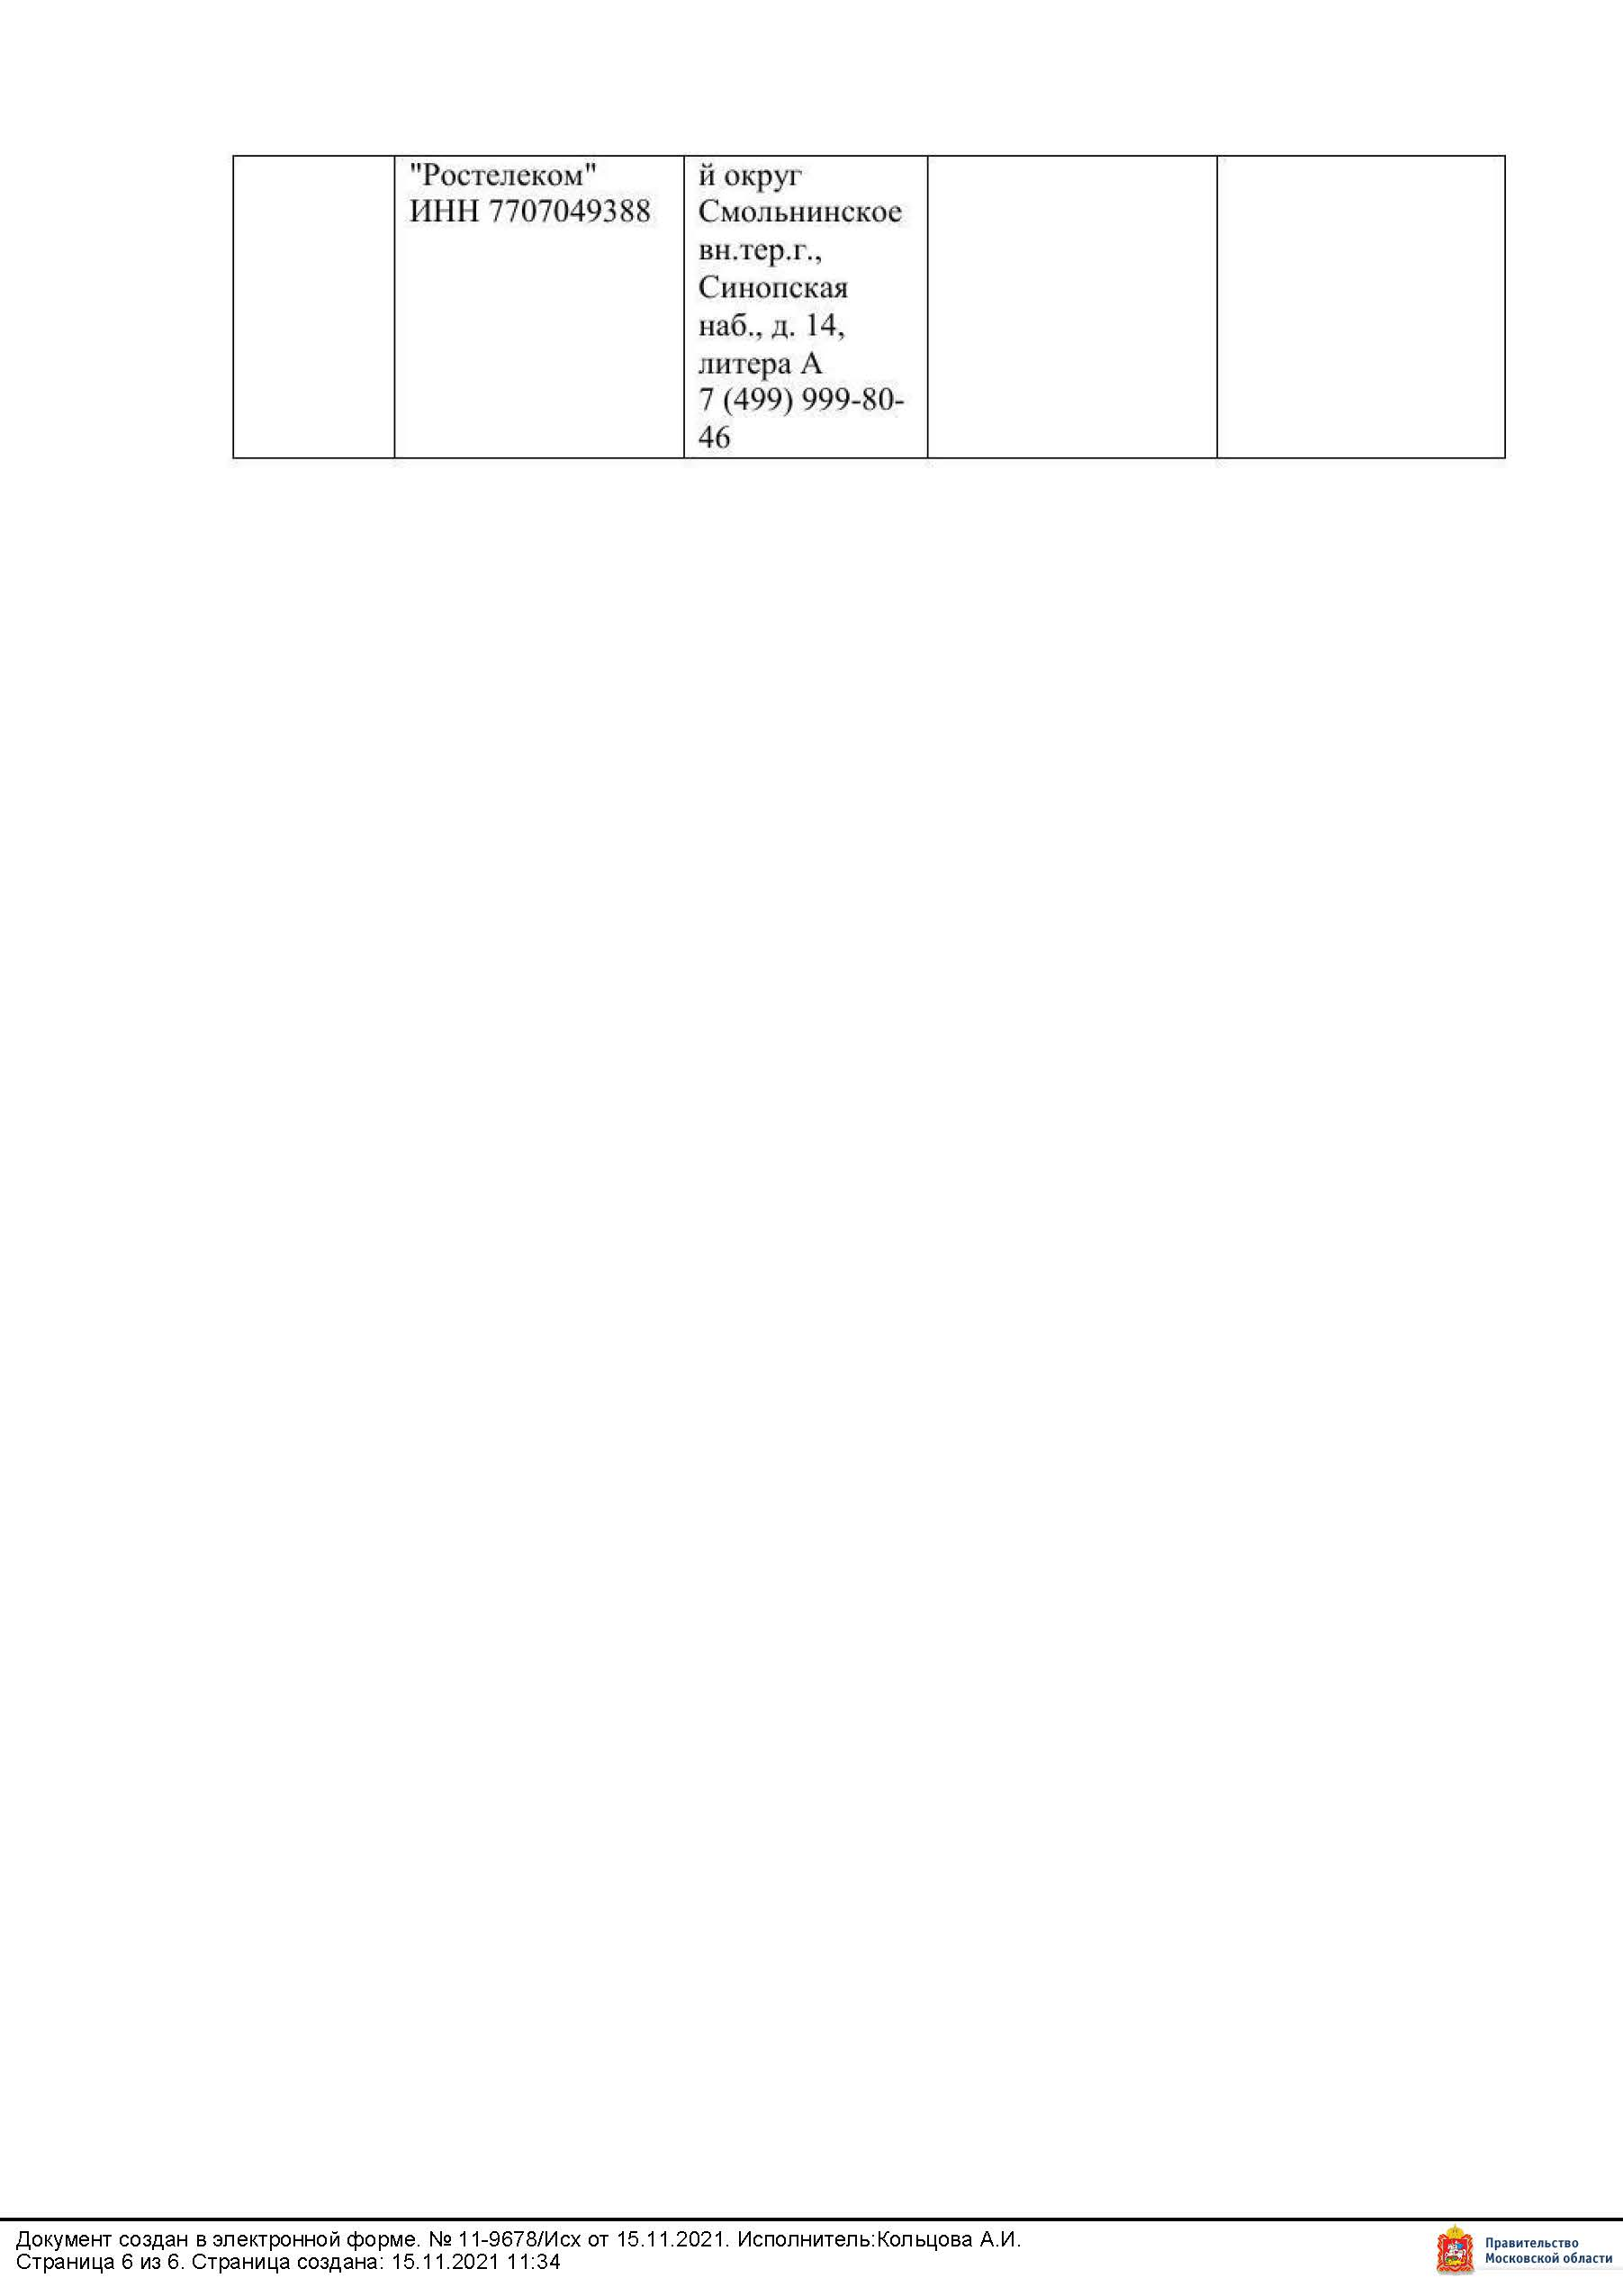 "Ростелеком"
ИНН 7707049388
й округ
Смольнинское
вн.тер.г.,
Синопская
наб., д. 14,
литера А
7 (499) 999-80-
46
Документ создан в электронной форме. № 11-9678/Исх от 15.11.2021. Исполнитель:Кольцова А.И.
Страница 6 из 6. Страница создана: 15.11.2021 11:34
Правительство
Московской области